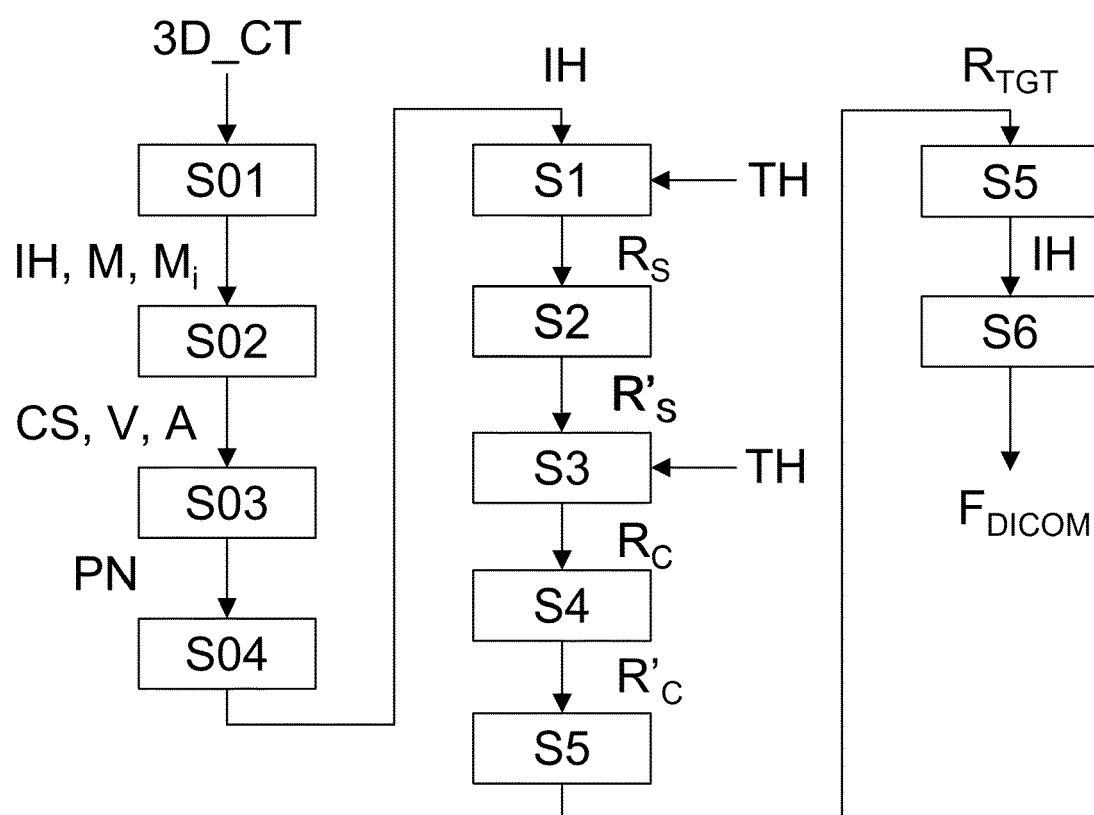 3D_CT
S01
IH, M, Mi
S02
CS, V, A
S03
PN
S04
IH
S1
TH
RS
S2
R'S
S3
TH
RC
S4
R'C
S5
RTGT
S5
IH
S6
FDICOM